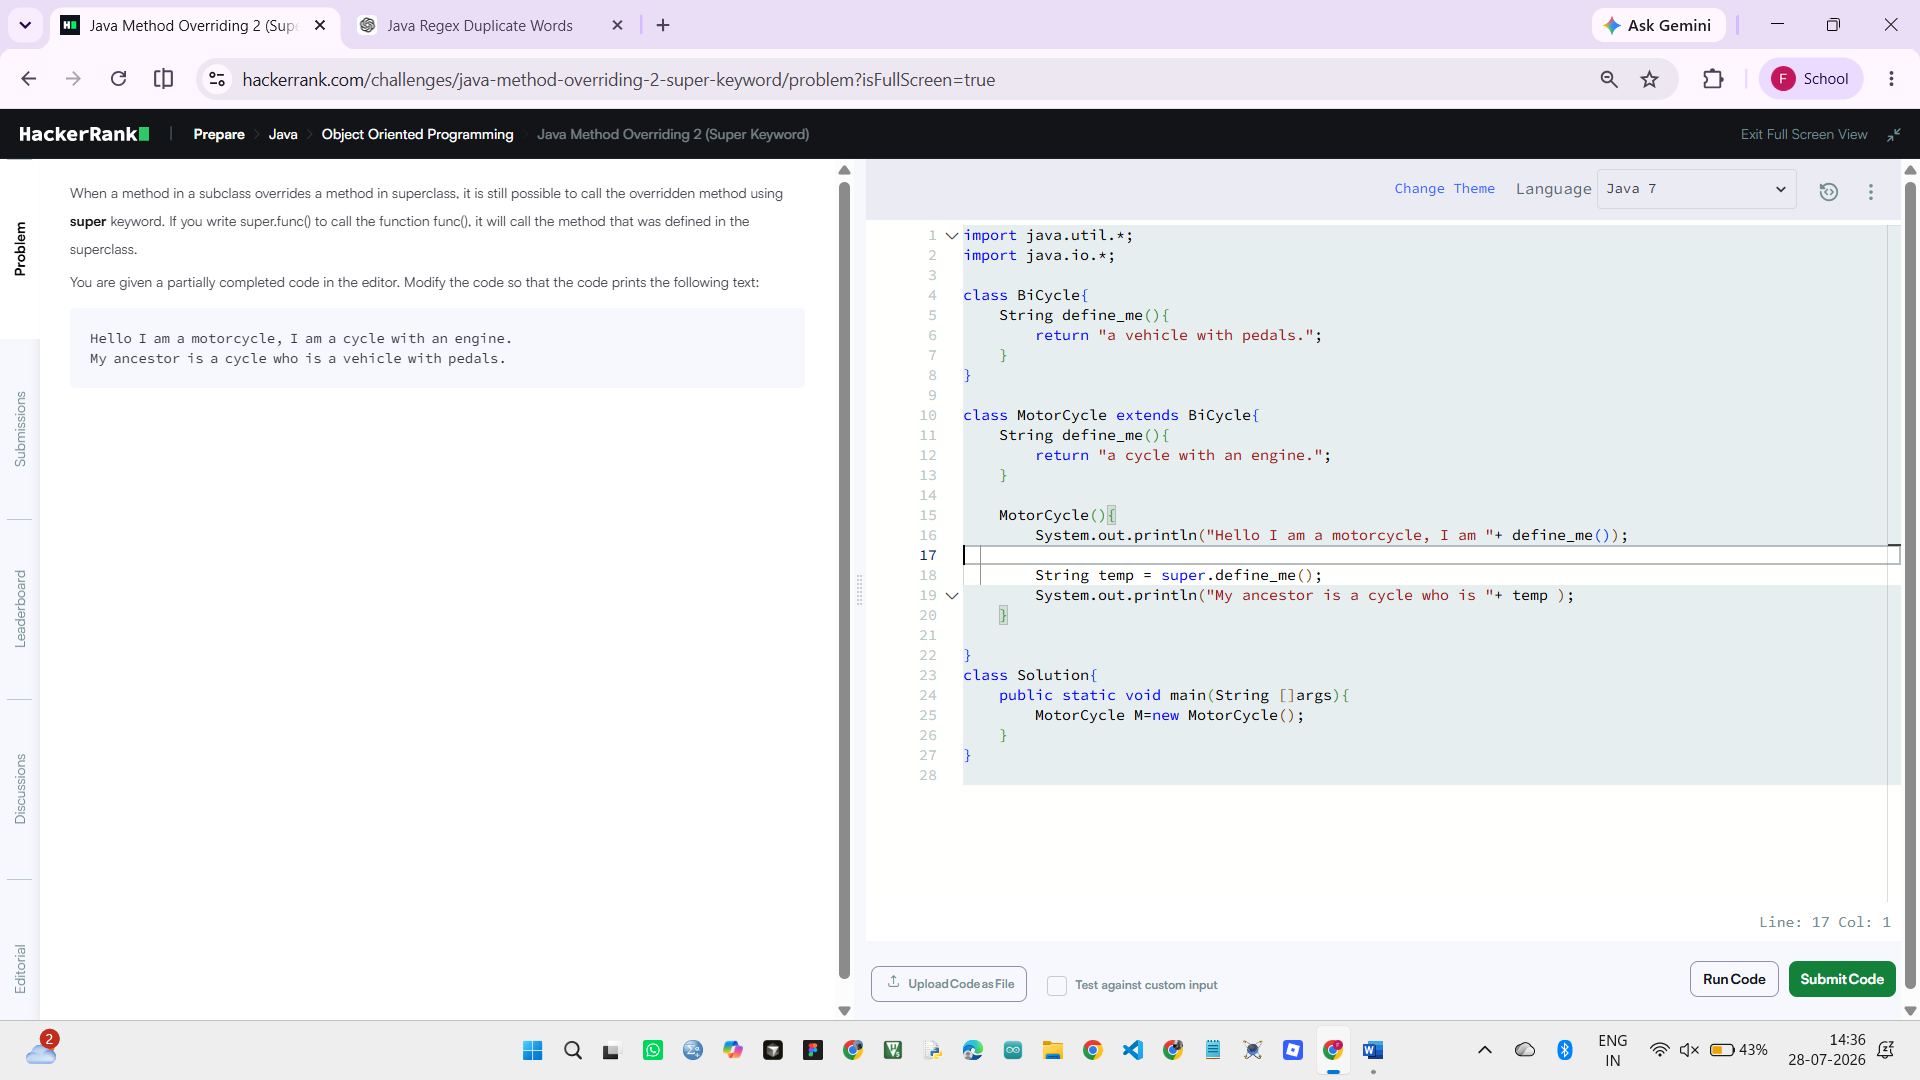 Java Method Overriding 2 (Supe
Java Regex Duplicate Words
Ask Gemini
hackerrank.com/challenges/java-method-overriding-2-super-keyword/problem?isFullScreen=true
F
School
HackerRank
Prepare
Java
Object Oriented Programming
Java Method Overriding 2 (Super Keyword)
Exit Full Screen View
Problem
Submissions
Leaderboard
Discussions
Editorial
When a method in a subclass overrides a method in superclass, it is still possible to call the overridden method using
super keyword. If you write super.func() to call the function func(), it will call the method that was defined in the
superclass.
You are given a partially completed code in the editor. Modify the code so that the code prints the following text:
Hello I am a motorcycle, I am a cycle with an engine.
My ancestor is a cycle who is a vehicle with pedals.
Change Theme
Language
Java 7
1 import java.util.*;
2 import java.io.*;
3
4 class BiCycle{
5 String define_me(){
6 return "a vehicle with pedals.";
7 }
8 }
9
10 class MotorCycle extends BiCycle{
11 String define_me(){
12 return "a cycle with an engine.";
13 }
14
15 MotorCycle(){
16 System.out.println("Hello I am a motorcycle, I am "+ define_me());
17
18 String temp = super.define_me();
19 System.out.println("My ancestor is a cycle who is "+ temp );
20 }
21
22 }
23 class Solution{
24 public static void main(String []args){
25 MotorCycle M=new MotorCycle();
26 }
27 }
28
Line: 17 Col: 1
Upload Code as File
Test against custom input
Run Code
Submit Code
2
ENG
IN
43%
14:36
28-07-2026